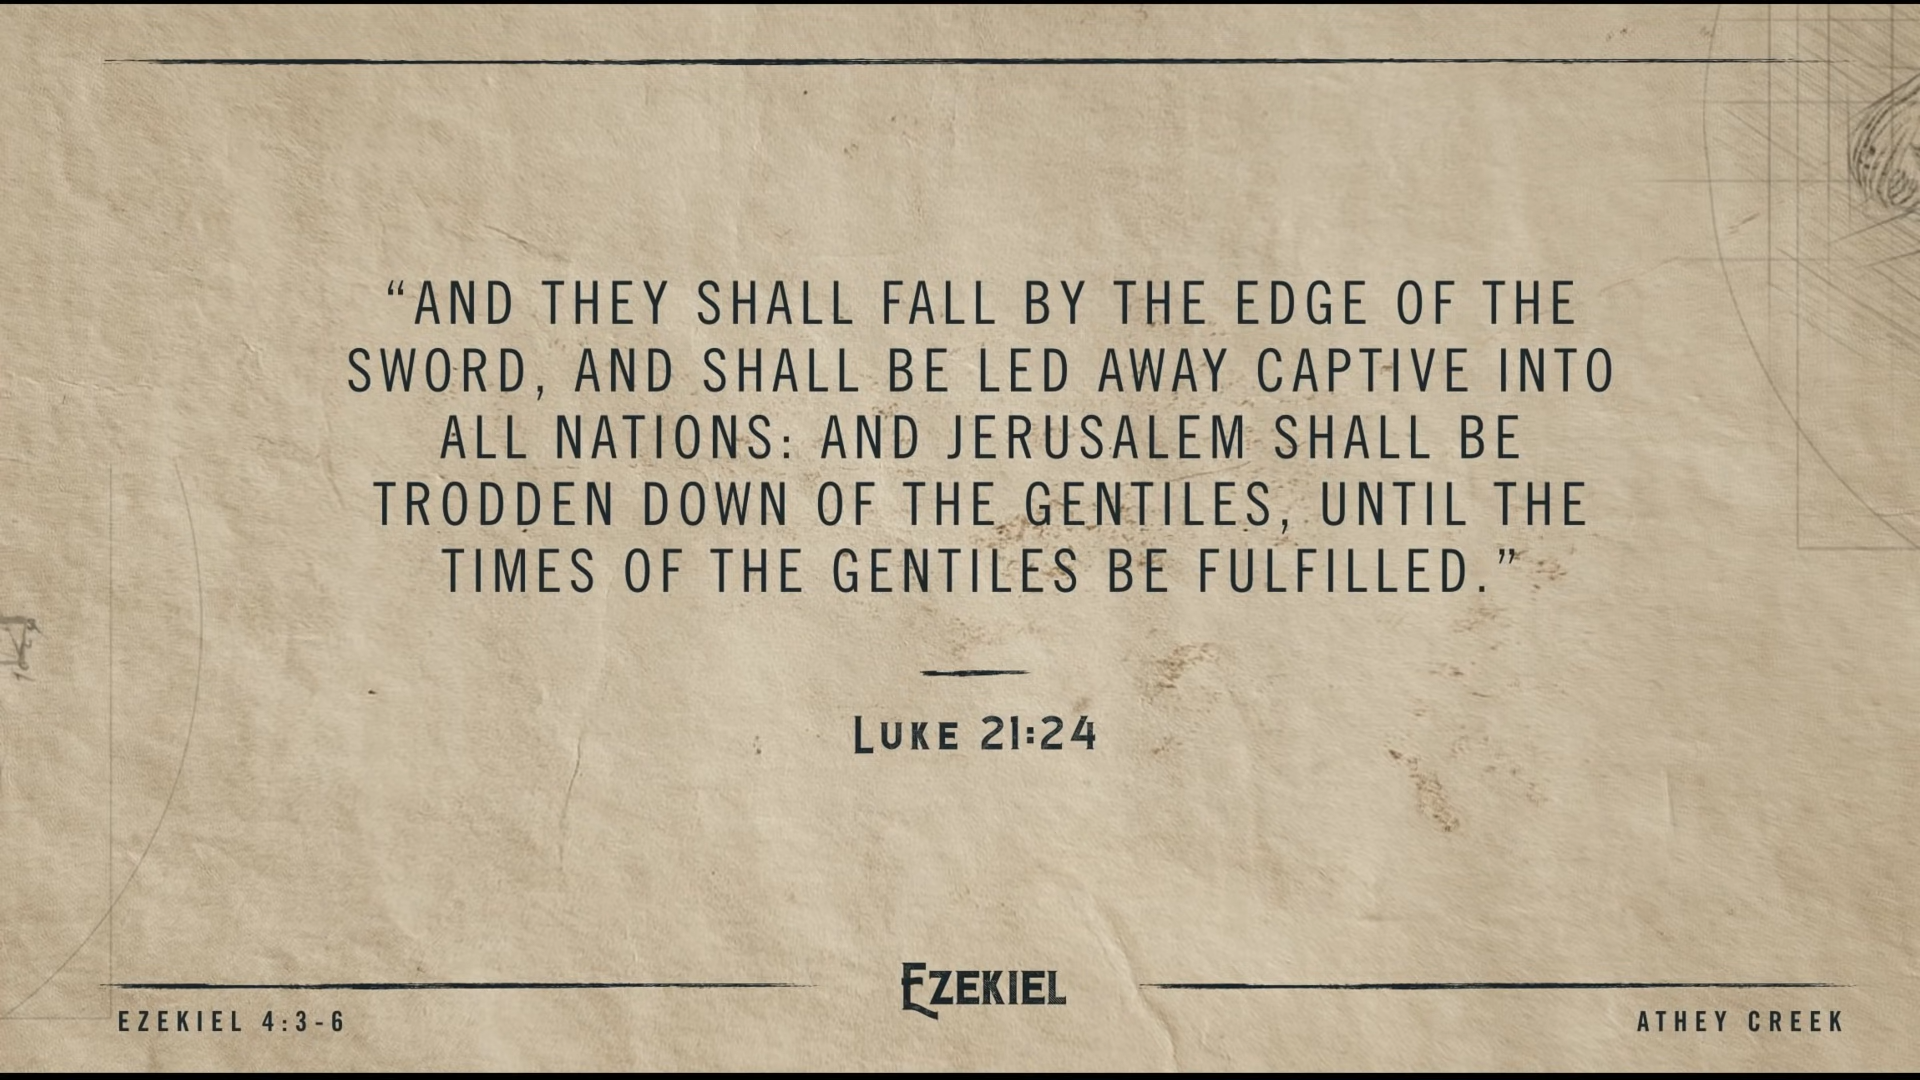 “AND THEY SHALL FALL BY THE EDGE OF THE
SWORD, AND SHALL BE LED AWAY CAPTIVE INTO
ALL NATIONS: AND JERUSALEM SHALL BE
TRODDEN DOWN OF THE GENTILES, UNTIL THE
TIMES OF THE GENTILES BE FULFILLED.”
LUKE 21:24
EZEKIEL
EZEKIEL 4:3-6
ATHEY CREEK